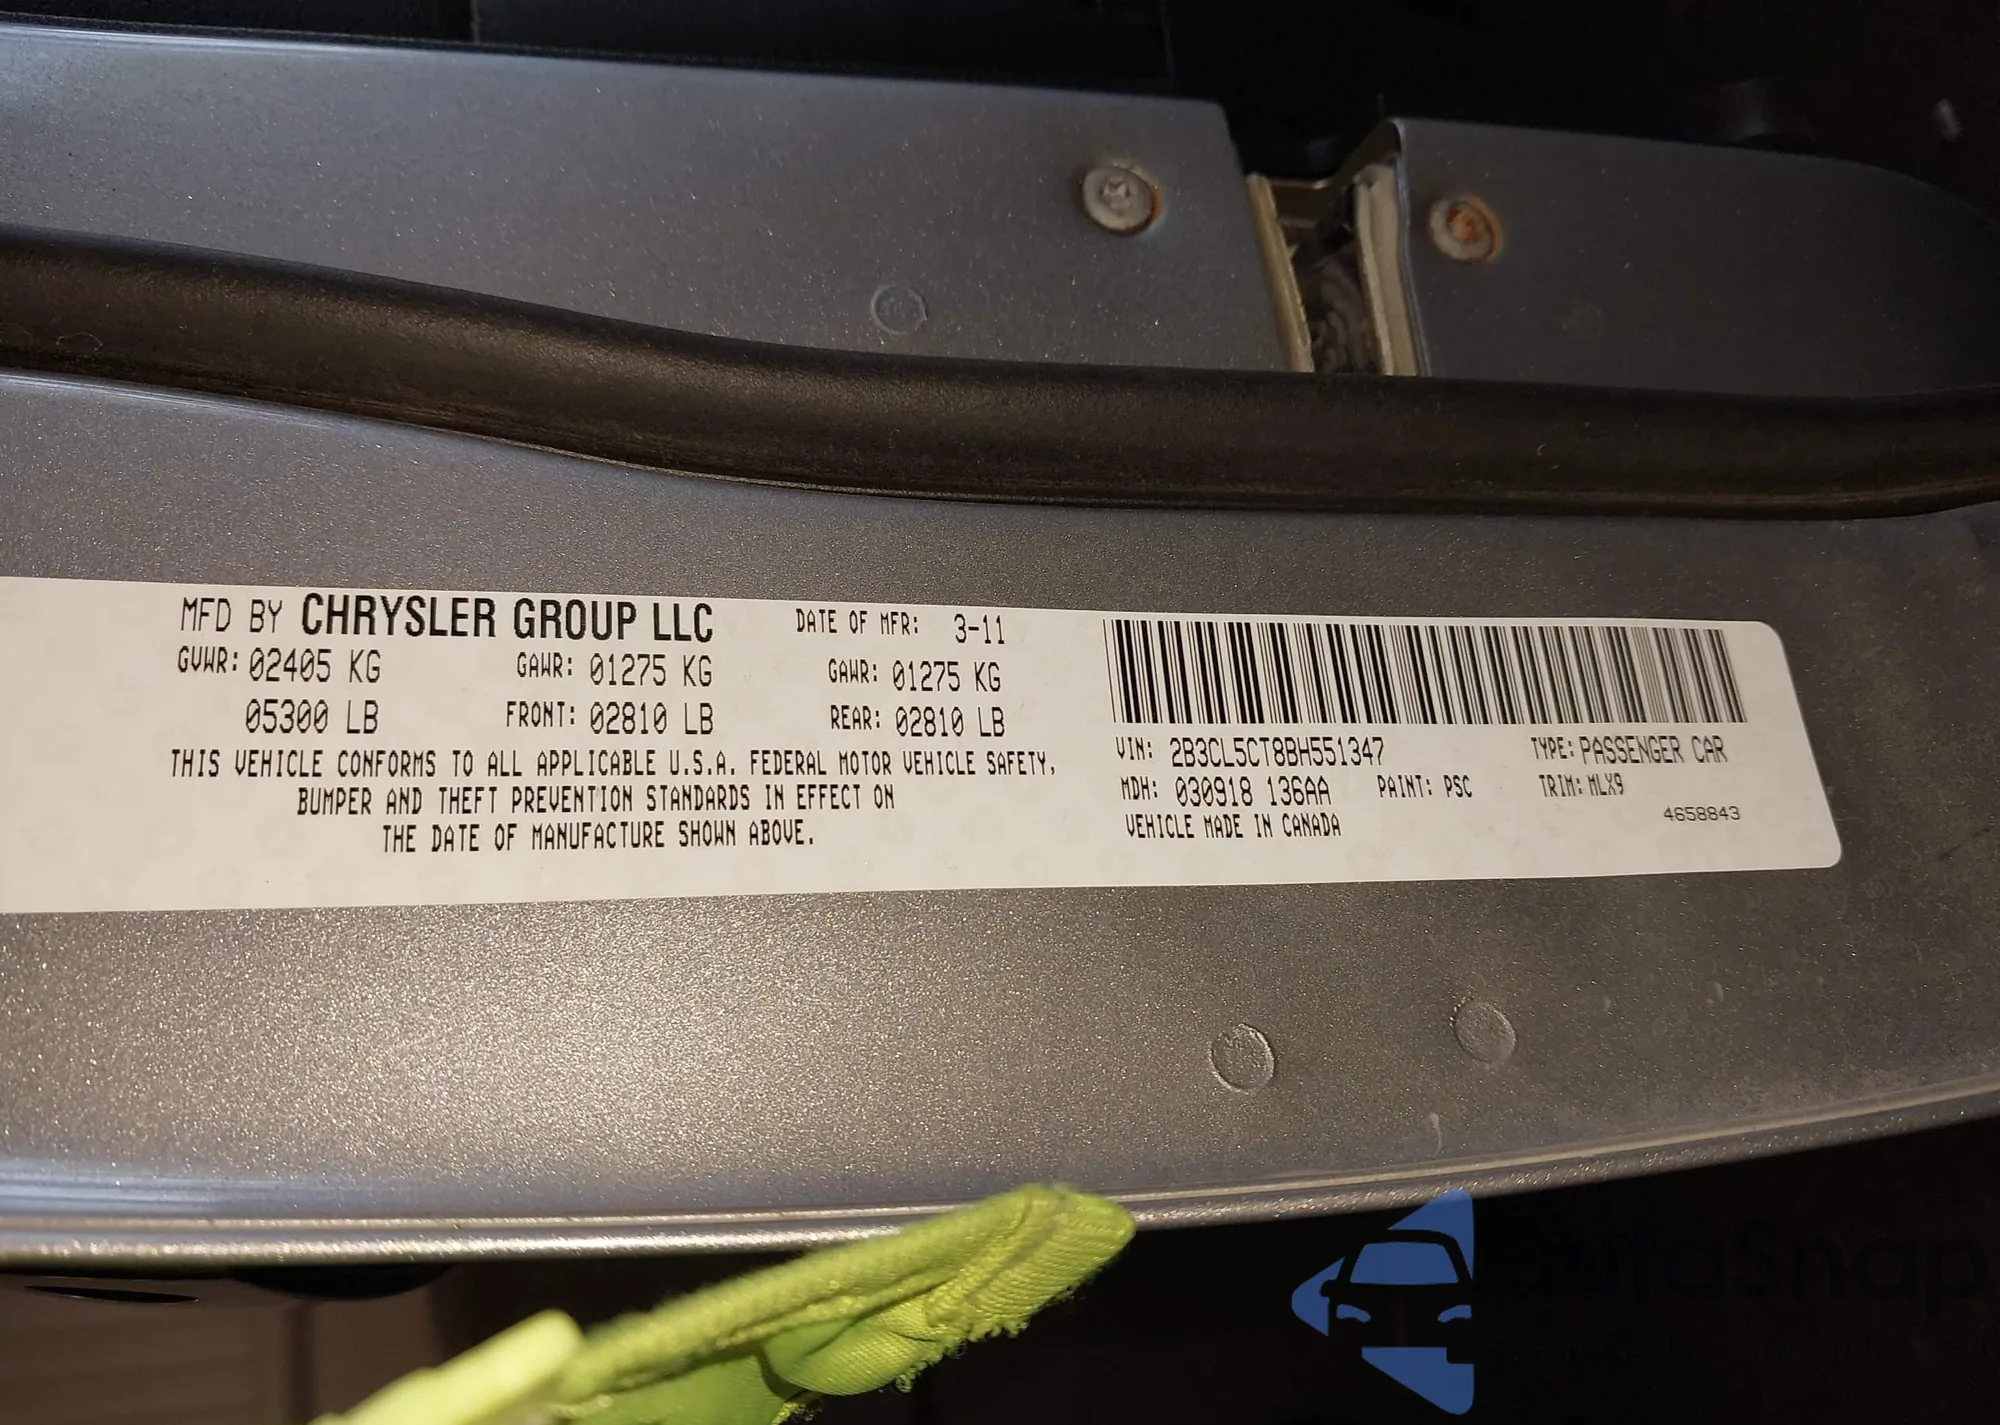 MFD BY CHRYSLER GROUP LLC DATE OF MFR: 3-11
GVWR: 02405 KG GAWR: 01275 KG GAWR: 01275 KG
05300 LB FRONT: 02810 LB REAR: 02810 LB
THIS VEHICLE CONFORMS TO ALL APPLICABLE U.S.A. FEDERAL MOTOR VEHICLE SAFETY,
BUMPER AND THEFT PREVENTION STANDARDS IN EFFECT ON
THE DATE OF MANUFACTURE SHOWN ABOVE.
VIN: 2B3CL5CT8BH551347 TYPE: PASSENGER CAR
MDH: 030918 136AA PAINT: PSC TRIM: MLX9
VEHICLE MADE IN CANADA 4658843